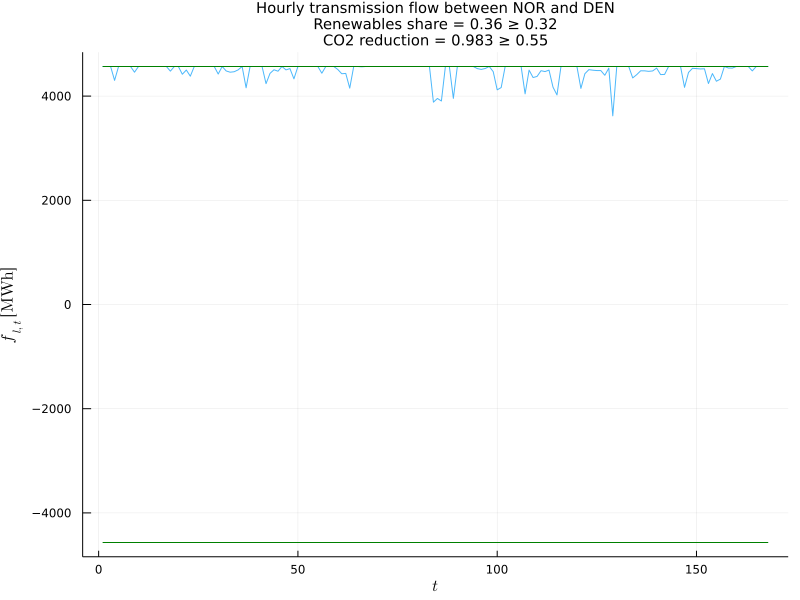 Hourly transmission flow between NOR and DEN
Renewables share = 0.36 ≥ 0.32
CO2 reduction = 0.983 ≥ 0.55
4000
2000
0
−2000
−4000
f_{l,t} [MWh]
0
50
100
150
t